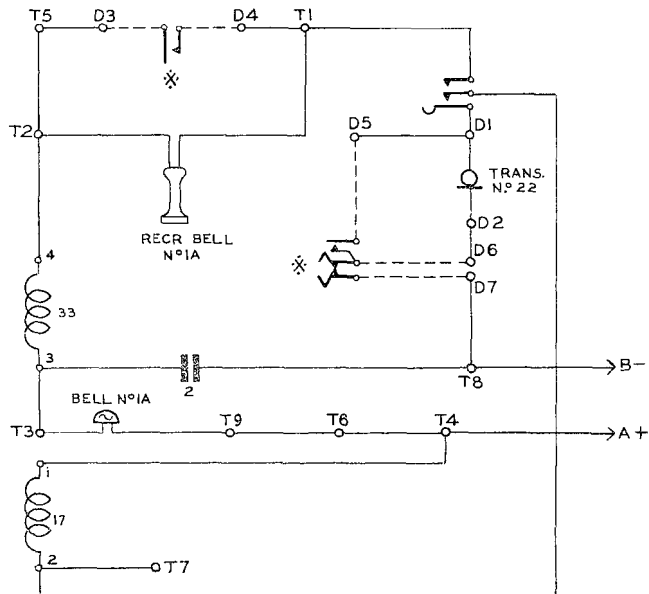 T5 D3 D4 T1
※
D5 D1
T2
TRANS.
Nº 22
RECR BELL
Nº1A
D2
D6
※
D7
4
33
3
2
T8
B-
BELL Nº1A
T3 T9 T6 T4 A+
1
17
2
T7